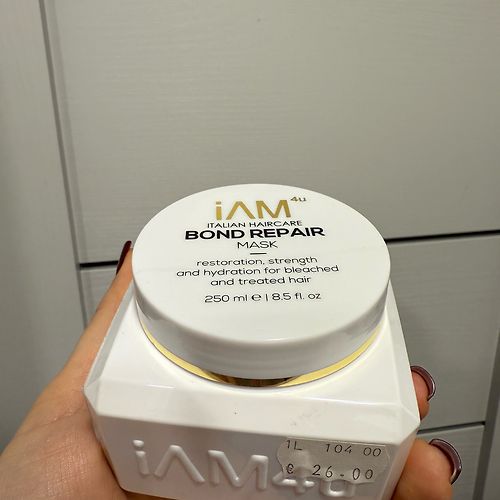 iAM4u
ITALIAN HAIRCARE
BOND REPAIR
MASK
restoration, strength
and hydration for bleached
and treated hair
250 ml ℮ | 8.5 fl. oz
iAM4u
1L 104 00
€ 26.00